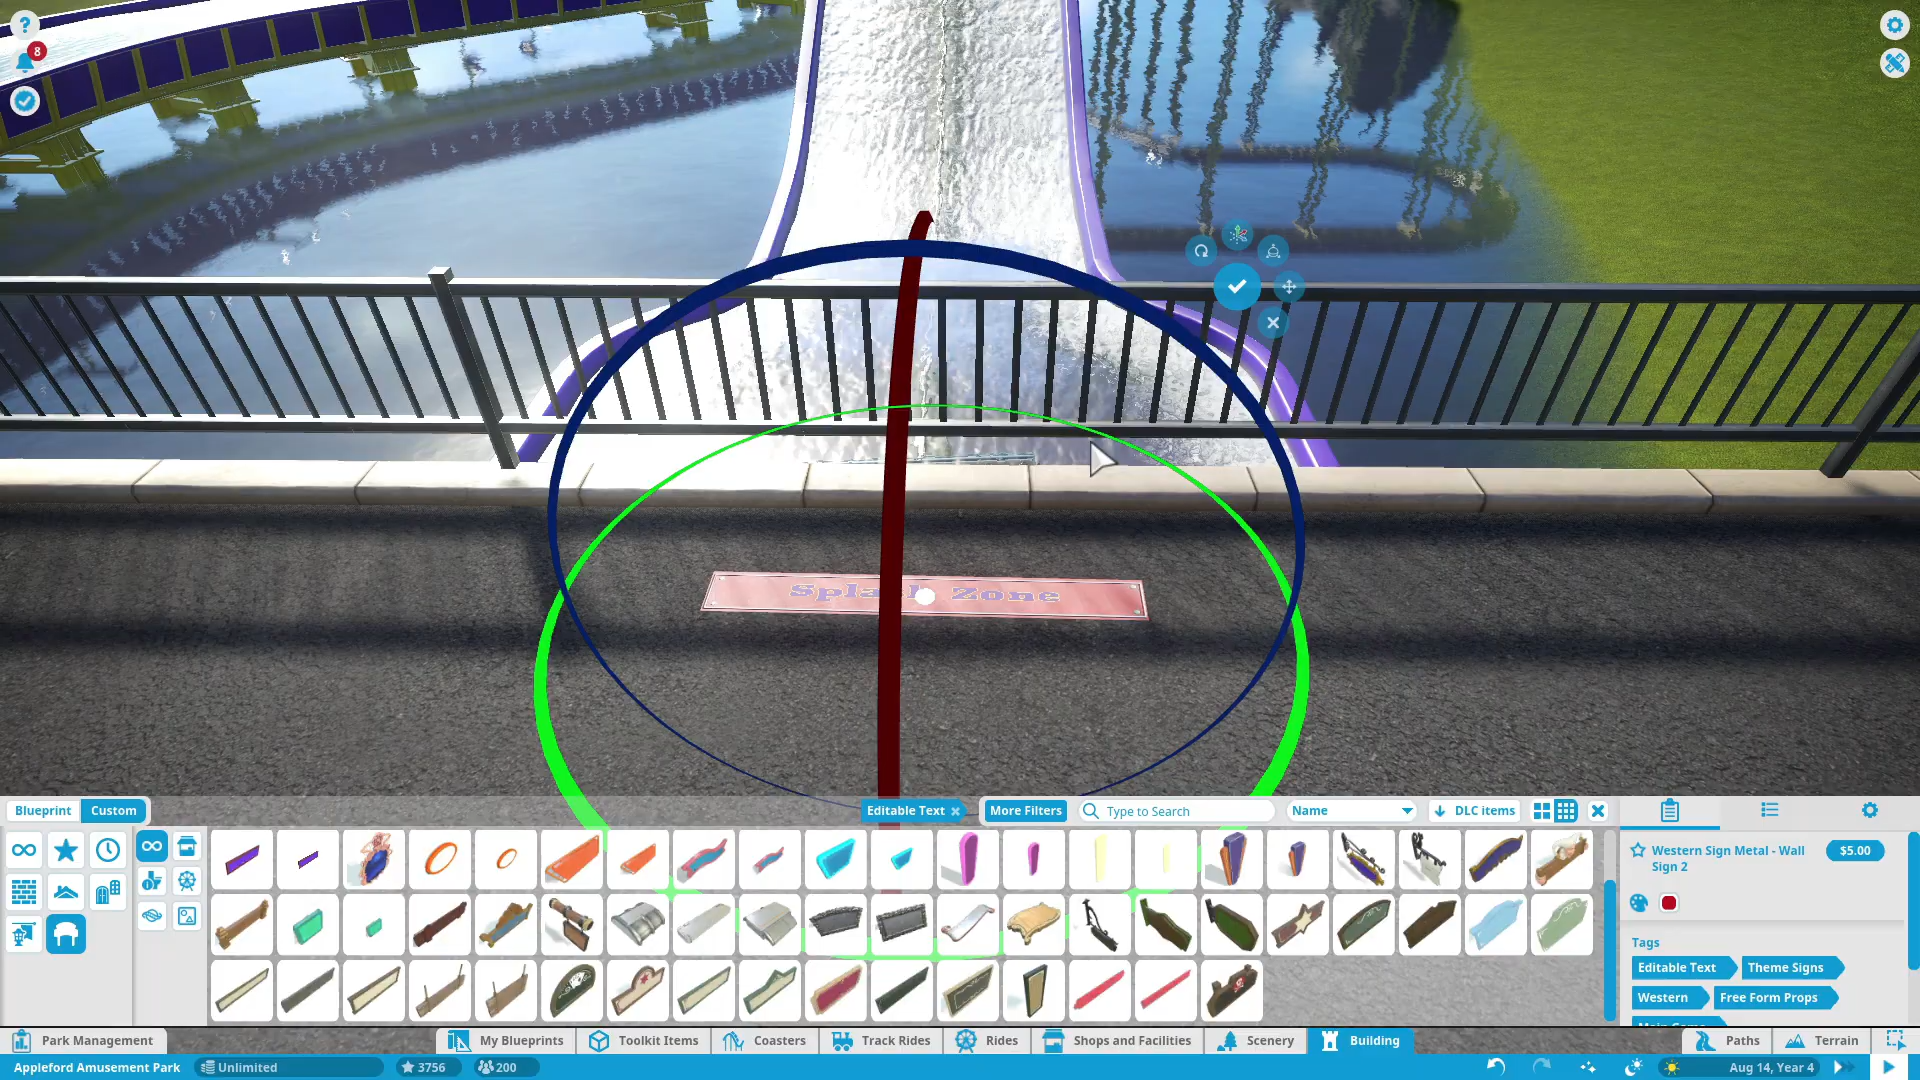 ?
8
Splash Zone
Blueprint
Custom
Editable Text
More Filters
Type to Search
Name
DLC items
Western Sign Metal - Wall
Sign 2
$5.00
Tags
Editable Text
Theme Signs
Western
Free Form Props
Park Management
My Blueprints
Toolkit Items
Coasters
Track Rides
Rides
Shops and Facilities
Scenery
Building
Paths
Terrain
Appleford Amusement Park
Unlimited
3756
200
Aug 14, Year 4